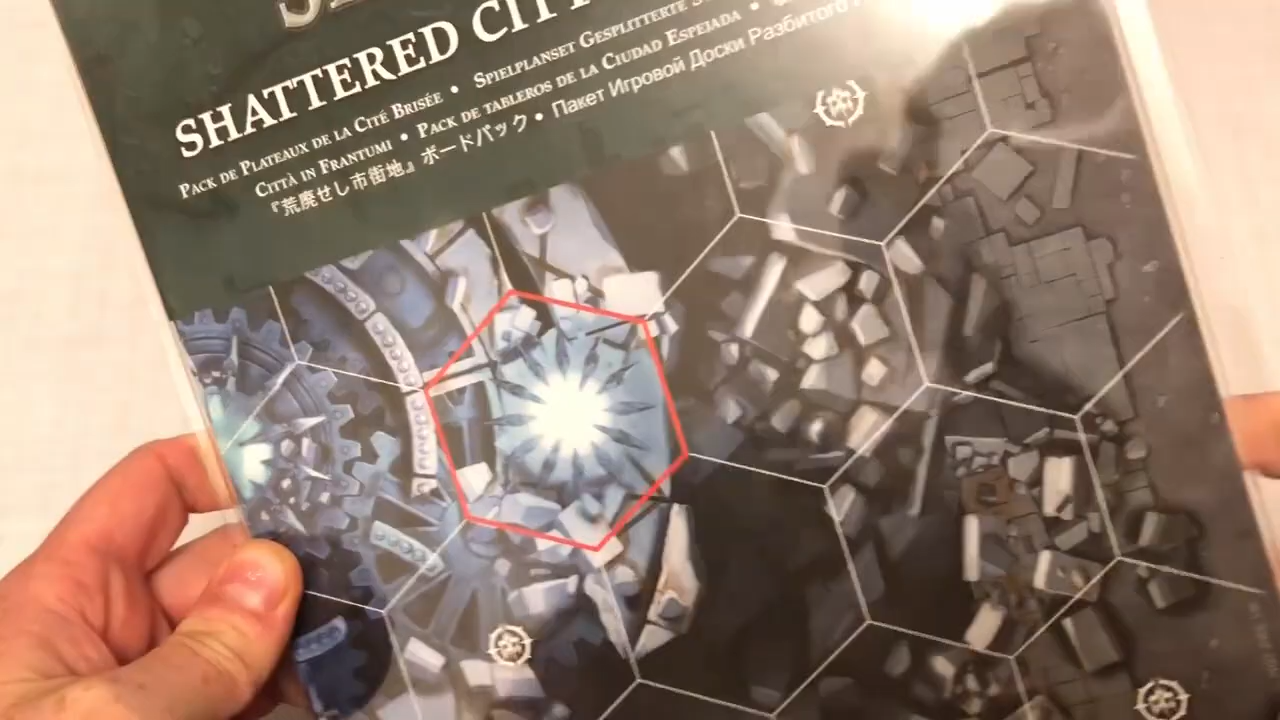 SHATTERED
PACK DE PLATEAUX DE LA CITÉ BRISÉE • SPIELPLANSET GESPLITTERTE
CITTÀ IN FRANTUMI • PACK DE TABLEROS DE LA CIUDAD ESPEJADA •
『荒廃せし市街地』ボードパック • Пакет Игровой Доски Разбитого